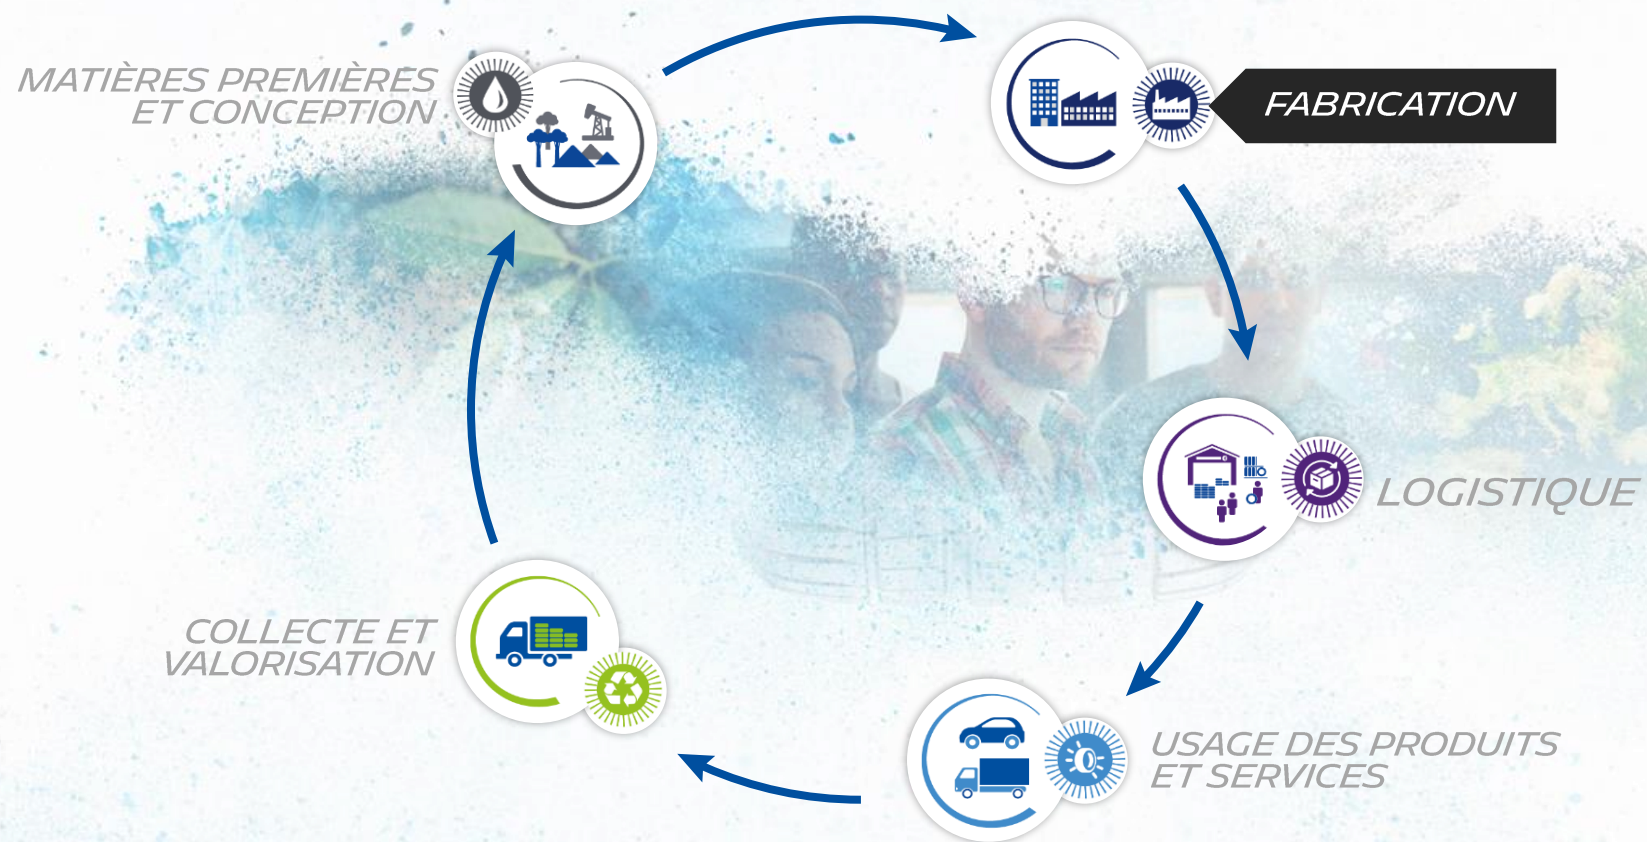 MATIÈRES PREMIÈRES
ET CONCEPTION
FABRICATION
LOGISTIQUE
USAGE DES PRODUITS
ET SERVICES
COLLECTE ET
VALORISATION